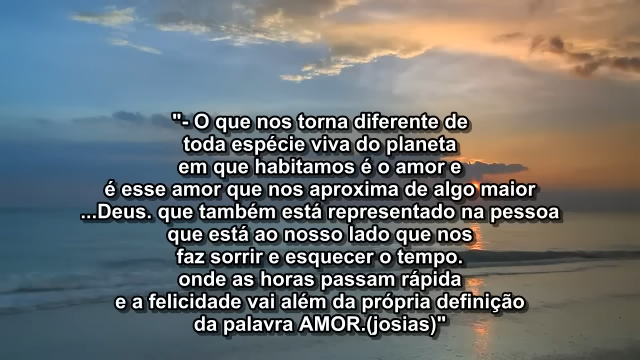 "- O que nos torna diferente de
toda espécie viva do planeta
em que habitamos é o amor e
é esse amor que nos aproxima de algo maior
...Deus. que também está representado na pessoa
que está ao nosso lado que nos
faz sorrir e esquecer o tempo.
onde as horas passam rápida
e a felicidade vai além da própria definição
da palavra AMOR.(josias)"